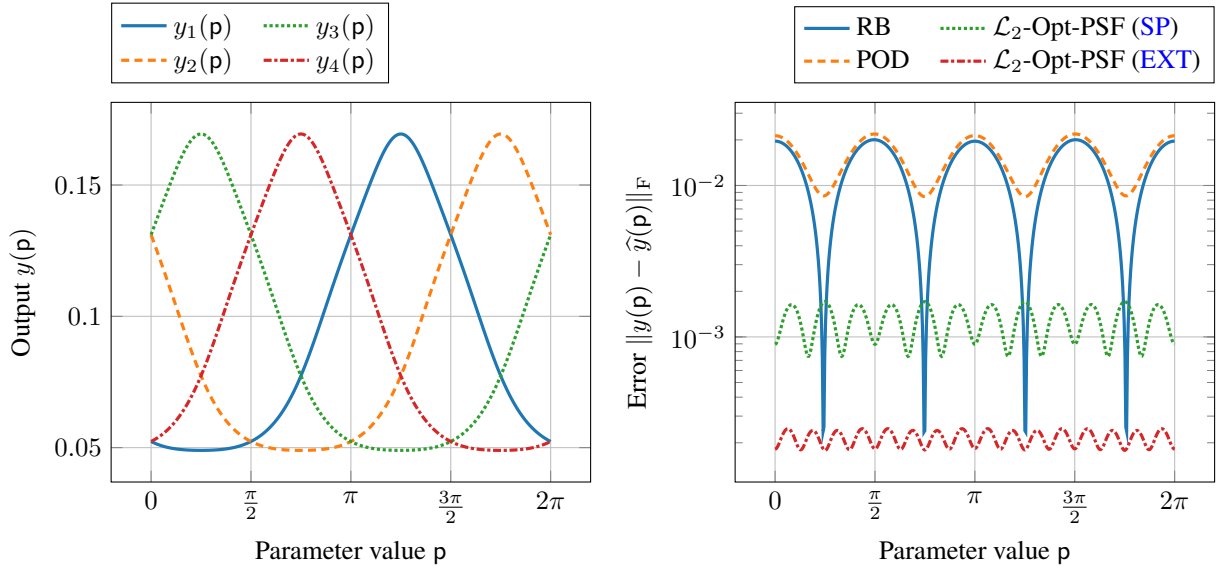 y₁(p) y₃(p)
y₂(p) y₄(p)
0.15
0.1
0.05
0 π/2 π 3π/2 2π
Parameter value p
Output y(p)
RB ℒ₂-Opt-PSF (SP)
POD ℒ₂-Opt-PSF (EXT)
10⁻²
10⁻³
0 π/2 π 3π/2 2π
Parameter value p
Error ||y(p) − ŷ(p)||_F